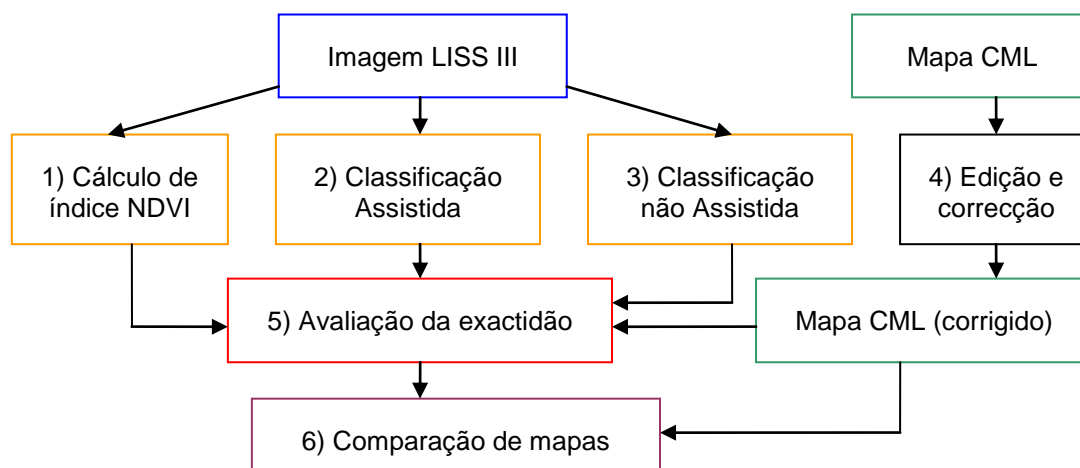 Imagem LISS III
Mapa CML
1) Cálculo de
índice NDVI
2) Classificação
Assistida
3) Classificação
não Assistida
4) Edição e
correcção
5) Avaliação da exactidão
Mapa CML (corrigido)
6) Comparação de mapas